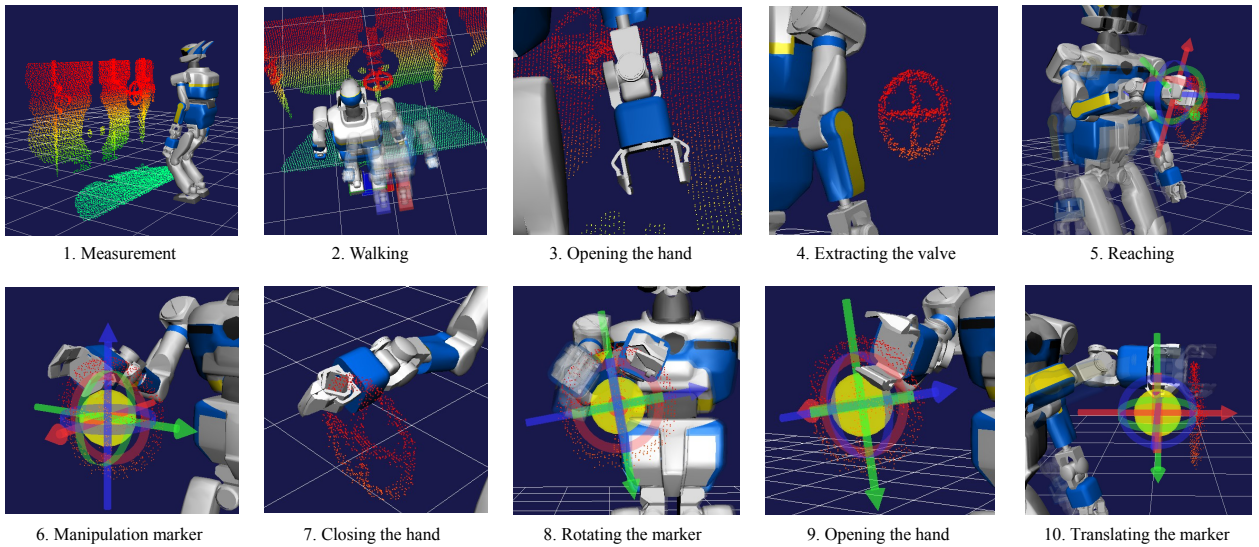 1. Measurement
2. Walking
3. Opening the hand
4. Extracting the valve
5. Reaching
6. Manipulation marker
7. Closing the hand
8. Rotating the marker
9. Opening the hand
10. Translating the marker